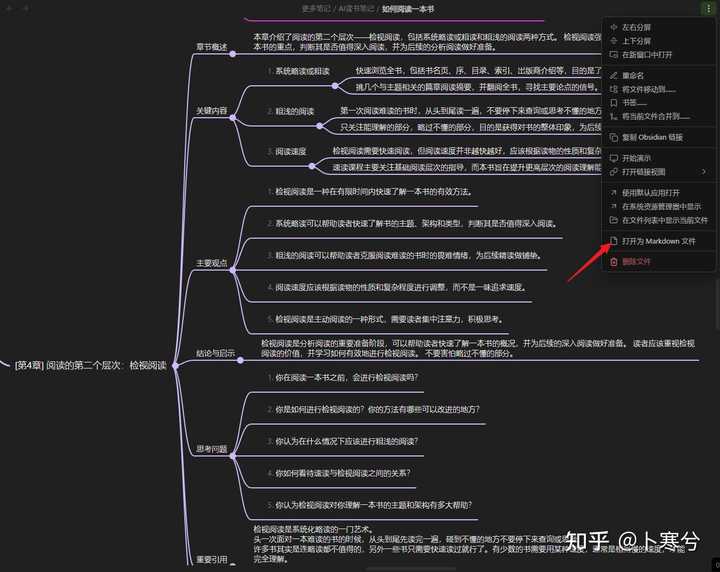 更多笔记 / AI读书笔记 / 如何阅读一本书
本章介绍了阅读的第二个层次——检视阅读，包括系统略读或粗读和粗浅的阅读两种方式。 检视阅读强
本书的重点，判断其是否值得深入阅读，并为后续的分析阅读做好准备。
章节概述
1. 系统略读或粗读
快速浏览全书，包括书名页、序、目录、索引、出版商介绍等，目的是了
挑几个与主题相关的篇章阅读摘要，并翻阅全书，寻找主要论点的信号。
关键内容
2. 粗浅的阅读
第一次阅读难读的书时，从头到尾读一遍，不要停下来查询或思考不懂的地方
只关注能理解的部分，略过不懂的部分，目的是获得对书的整体印象，为后续
3. 阅读速度
检视阅读需要快速阅读，但阅读速度并非越快越好，应该根据读物的性质和复杂
速读课程主要关注基础阅读层次的指导，而本书旨在提升更高层次的阅读理解能
1. 检视阅读是一种在有限时间内快速了解一本书的有效方法。
2. 系统略读可以帮助读者快速了解书的主题、架构和类型，判断其是否值得深入阅读。
主要观点
3. 粗浅的阅读可以帮助读者克服阅读难读的书时的畏难情绪，为后续精读做铺垫。
4. 阅读速度应该根据读物的性质和复杂程度进行调整，而不是一味追求速度。
5. 检视阅读是主动阅读的一种形式，需要读者集中注意力，积极思考。
[第4章] 阅读的第二个层次：检视阅读
结论与启示
检视阅读是分析阅读的重要准备阶段，可以帮助读者快速了解一本书的概况，并为后续的深入阅读做好准备。 读者应该重视检视
阅读的价值，并学习如何有效地进行检视阅读。 不要害怕略过不懂的部分。
1. 你在阅读一本书之前，会进行检视阅读吗？
2. 你是如何进行检视阅读的？你的方法有哪些可以改进的地方？
思考问题
3. 你认为在什么情况下应该进行粗浅的阅读？
4. 你如何看待速读与检视阅读之间的关系？
5. 你认为检视阅读对你理解一本书的主题和架构有多大帮助？
重要引用
检视阅读是系统化略读的一门艺术。
头一次面对一本难读的书的时候，从头到尾先读完一遍，碰到不懂的地方不要停下来查询或思
许多书其实是连略读都不值得的，另外一些书只需要快速读过就行了。有少数的书需要用某种速度，
完全理解。
左右分屏
上下分屏
在新窗口中打开
重命名
将文件移动到……
书签……
将当前文件合并到……
复制 Obsidian 链接
开始演示
打开链接视图
使用默认应用打开
在系统资源管理器中显示
在文件列表中显示当前文件
打开为 Markdown 文件
删除文件
知乎 @卜寒兮